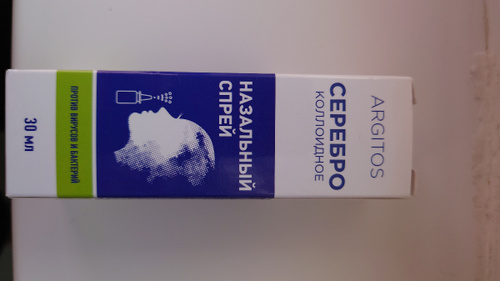 ARGITOS
СЕРЕБРО
КОЛЛОИДНОЕ
НАЗАЛЬНЫЙ
СПРЕЙ
ПРОТИВ ВИРУСОВ И БАКТЕРИЙ
30 МЛ